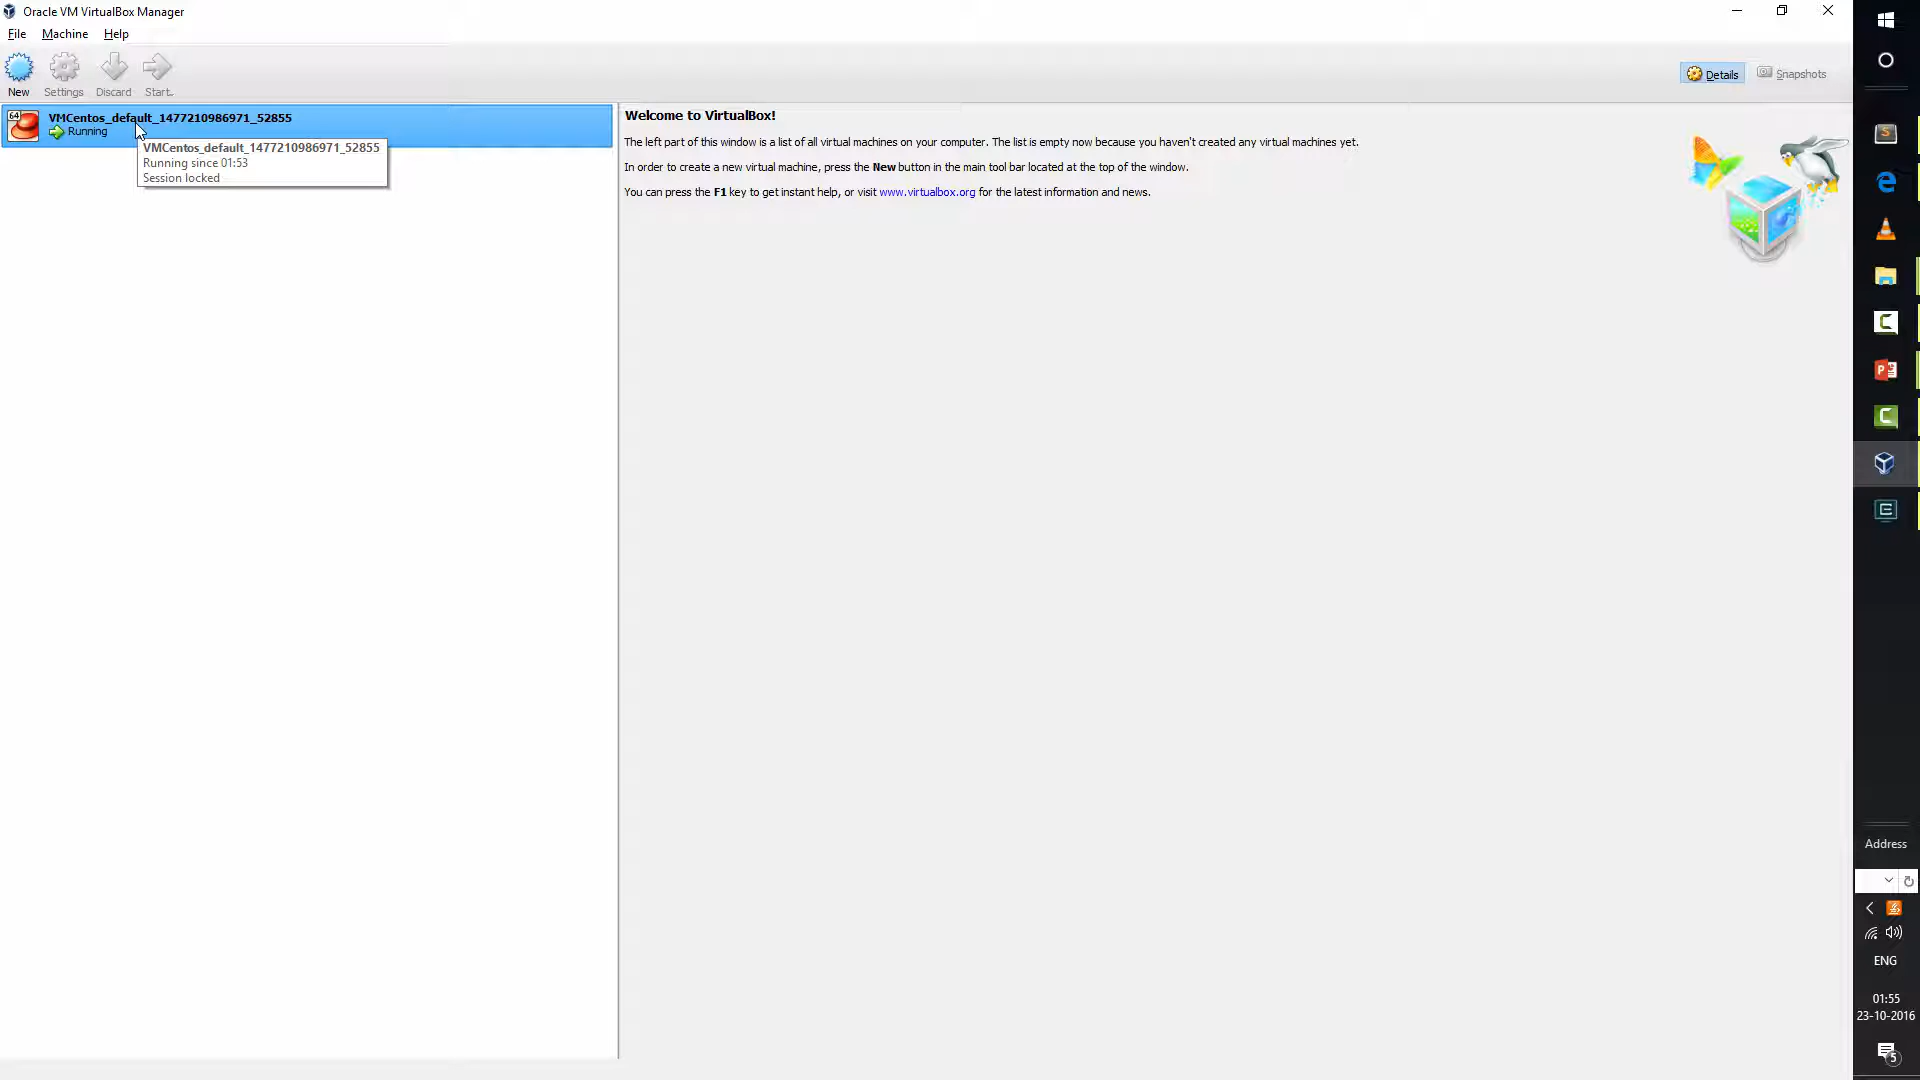 Oracle VM VirtualBox Manager
File Machine Help
New Settings Discard Start.
Details Snapshots
64
VMCentos_default_1477210986971_52855
Running
VMCentos_default_1477210986971_52855
Running since 01:53
Session locked
Welcome to VirtualBox!
The left part of this window is a list of all virtual machines on your computer. The list is empty now because you haven't created any virtual machines yet.
In order to create a new virtual machine, press the New button in the main tool bar located at the top of the window.
You can press the F1 key to get instant help, or visit www.virtualbox.org for the latest information and news.
Address
ENG
01:55
23-10-2016
5